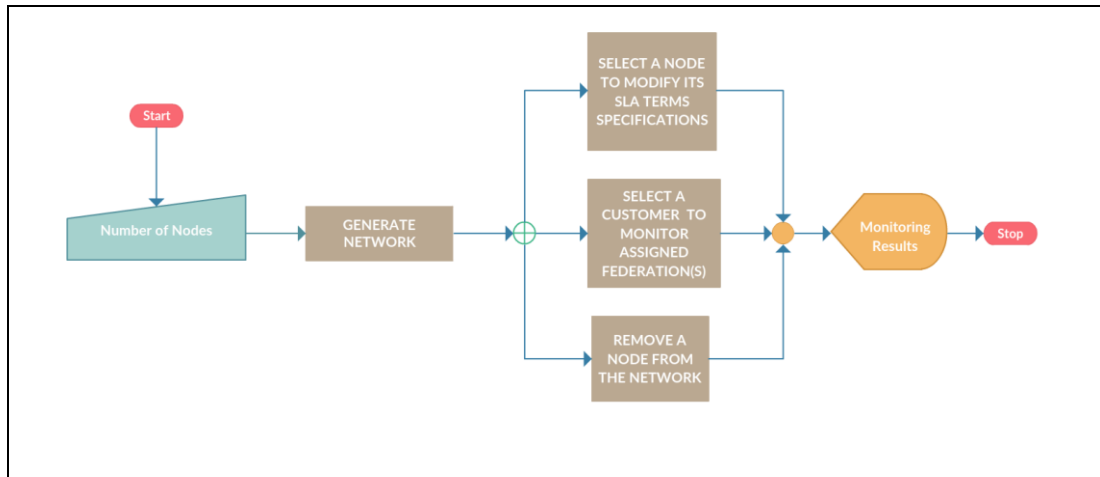 Start
Number of Nodes
GENERATE
NETWORK
SELECT A NODE
TO MODIFY ITS
SLA TERMS
SPECIFICATIONS
SELECT A
CUSTOMER TO
MONITOR
ASSIGNED
FEDERATION(S)
REMOVE A
NODE FROM
THE NETWORK
Monitoring
Results
Stop